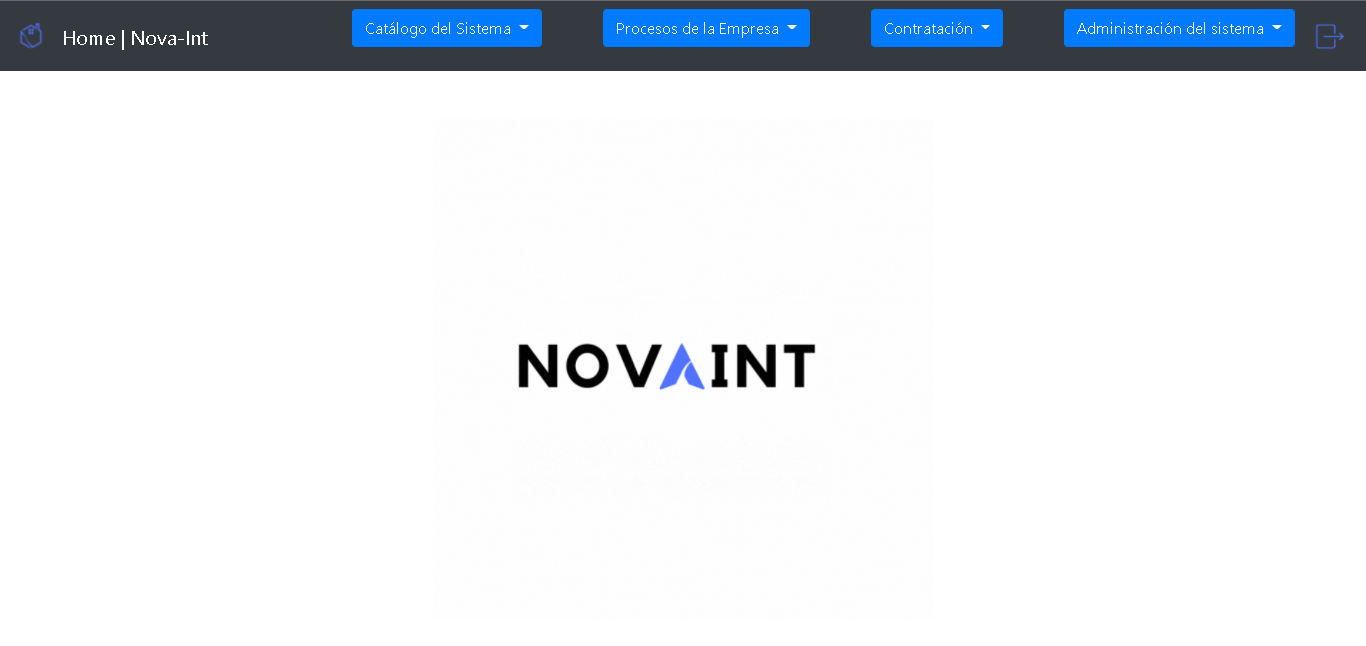 Home | Nova-Int
Catálogo del Sistema
Procesos de la Empresa
Contratación
Administración del sistema
NOVAINT